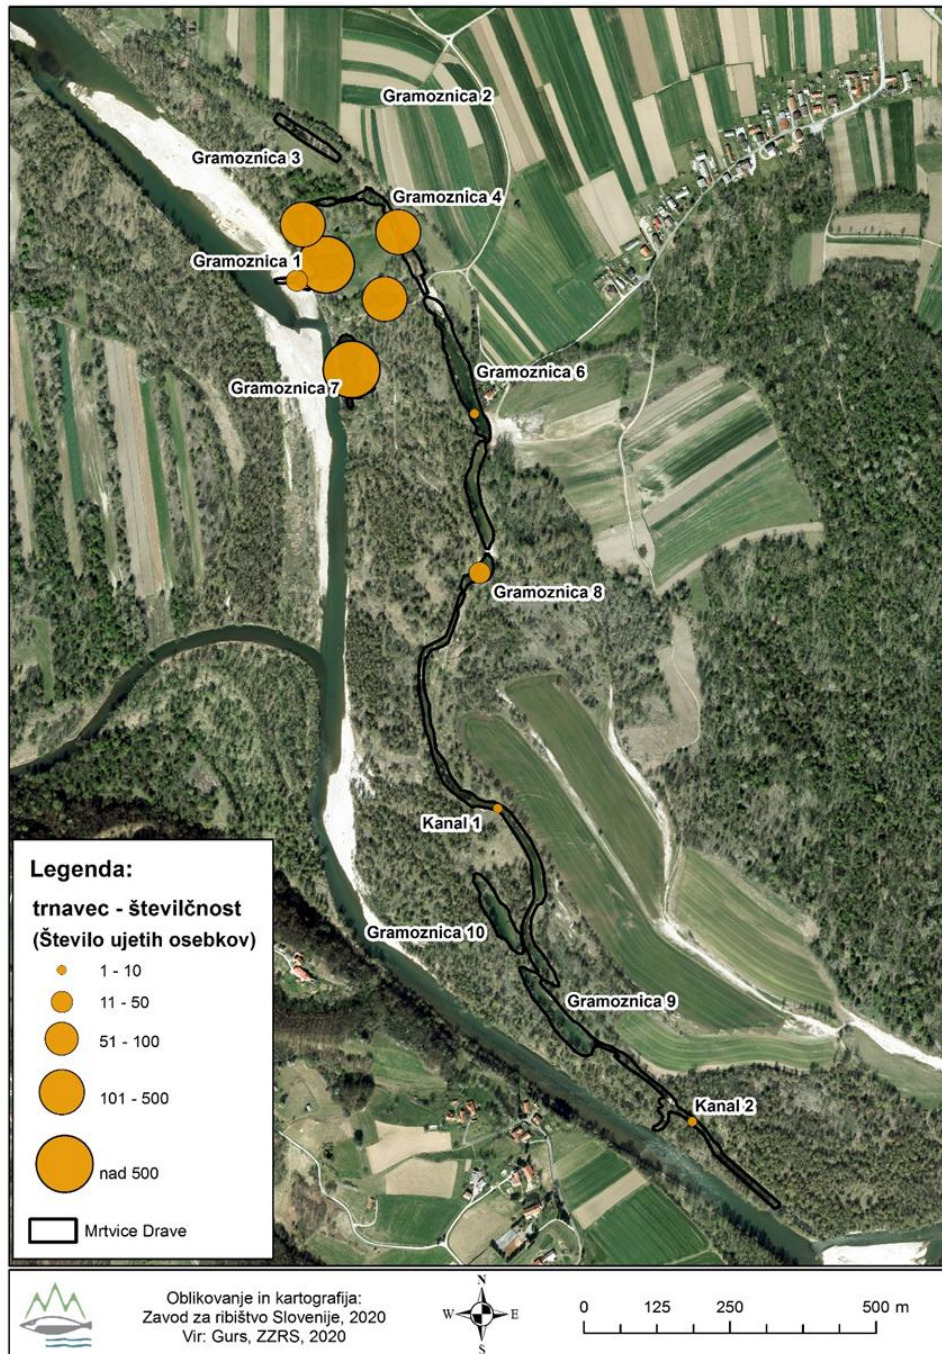 Gramoznica 2
Gramoznica 3
Gramoznica 4
Gramoznica 1
Gramoznica 6
Gramoznica 7
Gramoznica 8
Kanal 1
Gramoznica 10
Gramoznica 9
Kanal 2
Legenda:
trnavec - številčnost
(Število ujetih osebkov)
1 - 10
11 - 50
51 - 100
101 - 500
nad 500
Mrtvice Drave
Oblikovanje in kartografija:
Zavod za ribištvo Slovenije, 2020
Vir: Gurs, ZZRS, 2020
N
W E
S
0 125 250 500 m